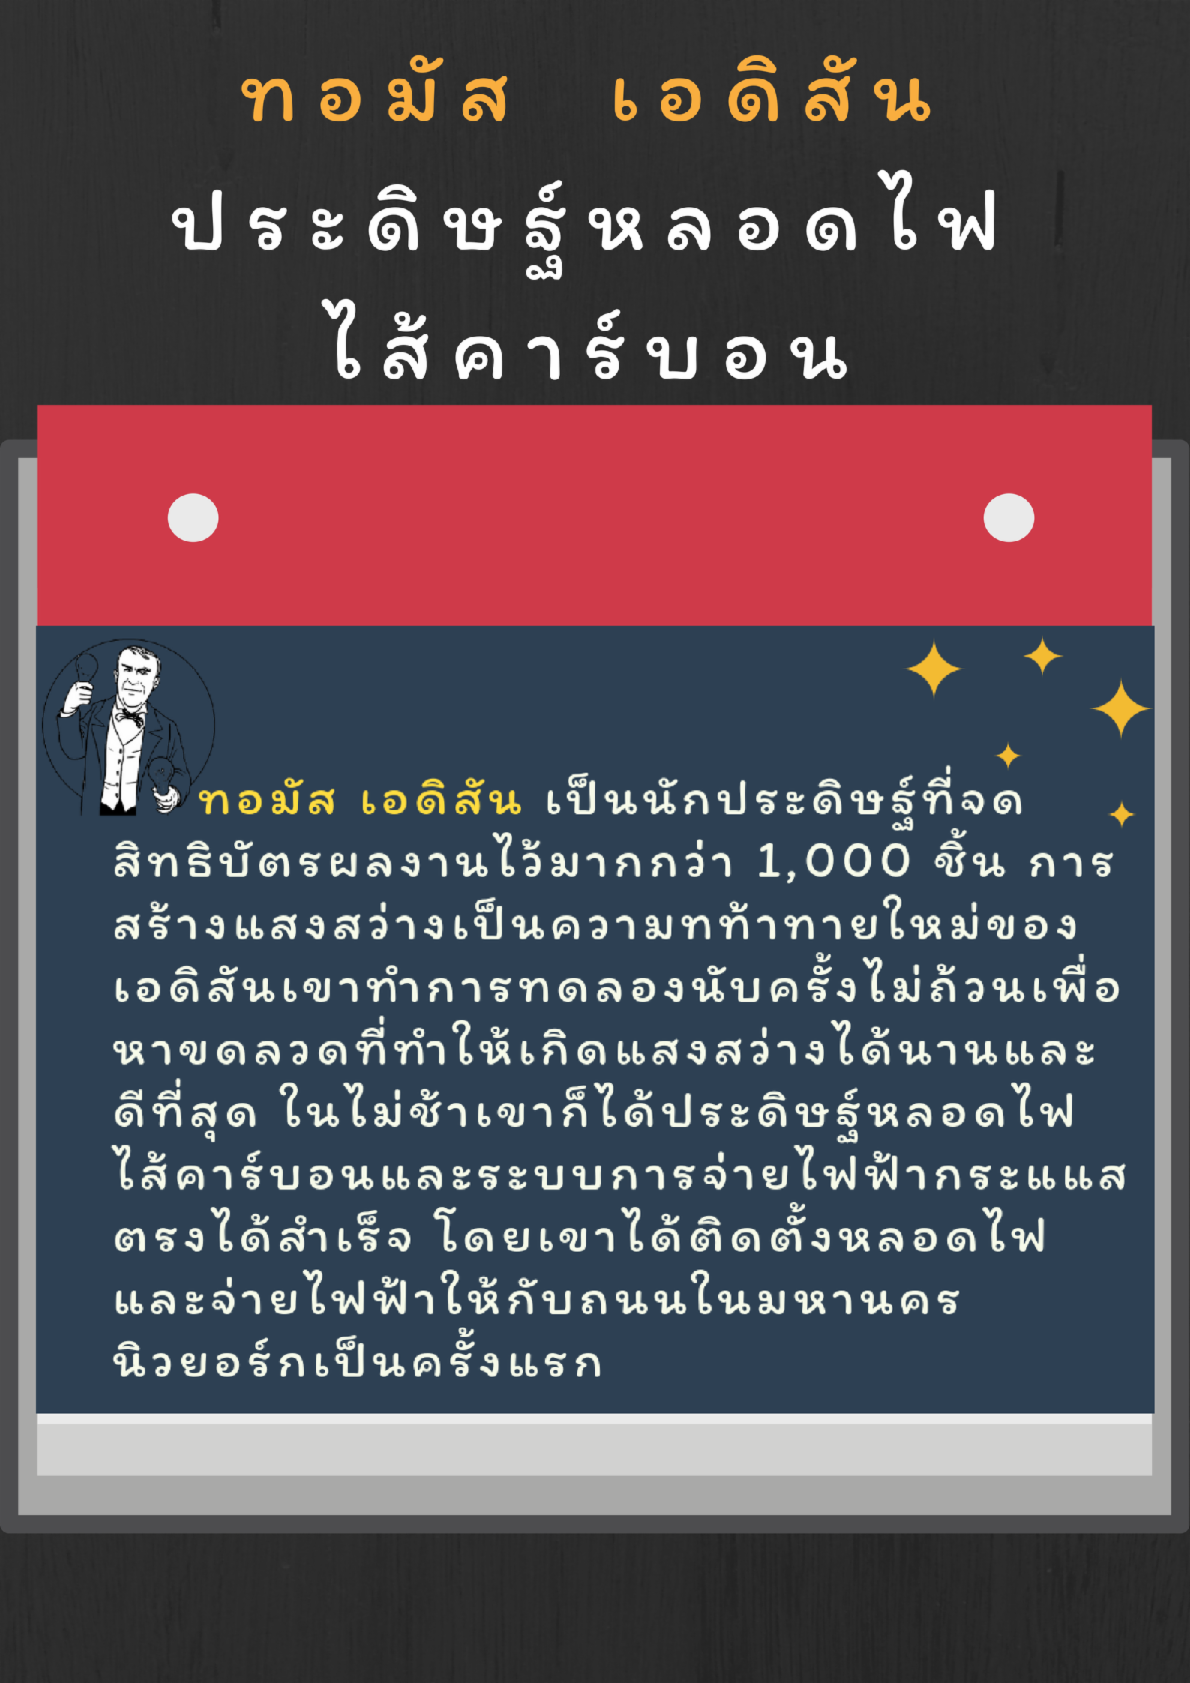 ทอมัส เอดิสัน
ประดิษฐ์หลอดไฟ
ไส้คาร์บอน
ทอมัส เอดิสัน เป็นนักประดิษฐ์ที่จด
สิทธิบัตรผลงานไว้มากกว่า 1,000 ชิ้น การ
สร้างแสงสว่างเป็นความทท้าทายใหม่ของ
เอดิสันเขาทำการทดลองนับครั้งไม่ถ้วนเพื่อ
หาขดลวดที่ทำให้เกิดแสงสว่างได้นานและ
ดีที่สุด ในไม่ช้าเขาก็ได้ประดิษฐ์หลอดไฟ
ไส้คาร์บอนและระบบการจ่ายไฟฟ้ากระแแส
ตรงได้สำเร็จ โดยเขาได้ติดตั้งหลอดไฟ
และจ่ายไฟฟ้าให้กับถนนในมหานคร
นิวยอร์กเป็นครั้งแรก